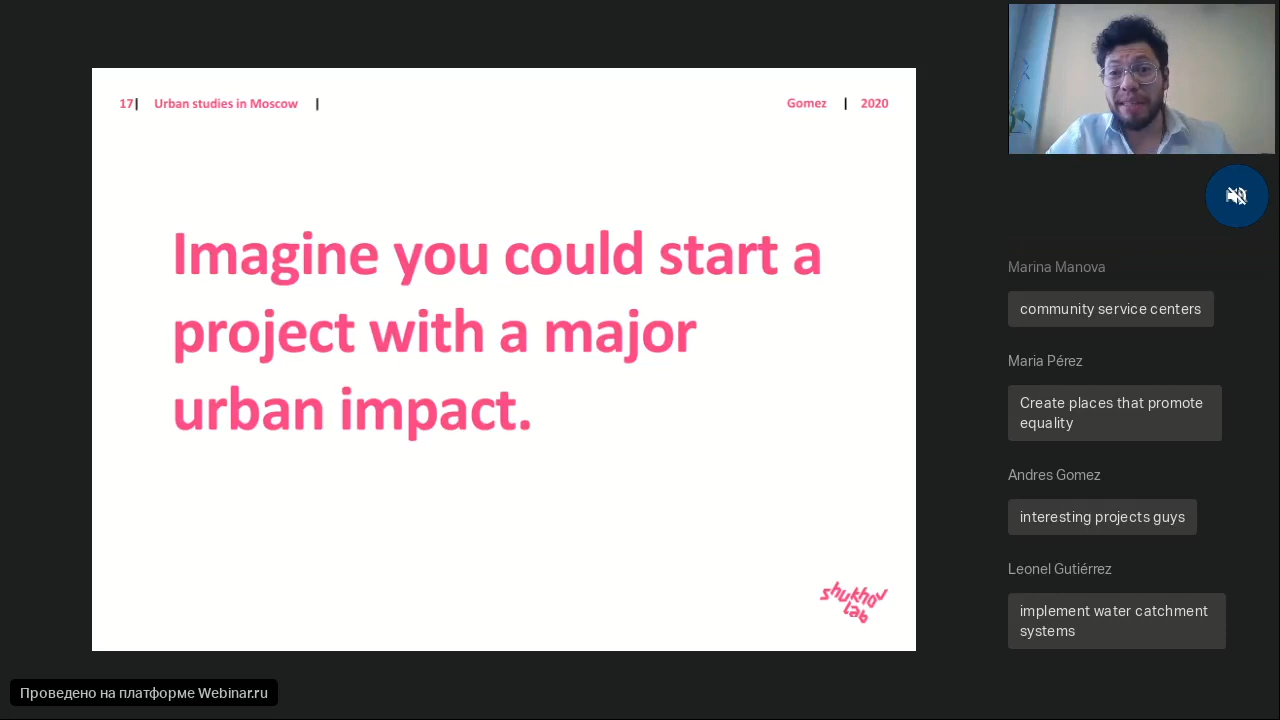 17| Urban studies in Moscow |
Gomez | 2020
Imagine you could start a
project with a major
urban impact.
shukhov
lab
Marina Manova
community service centers
Maria Pérez
Create places that promote
equality
Andres Gomez
interesting projects guys
Leonel Gutiérrez
implement water catchment
systems
Проведено на платформе Webinar.ru